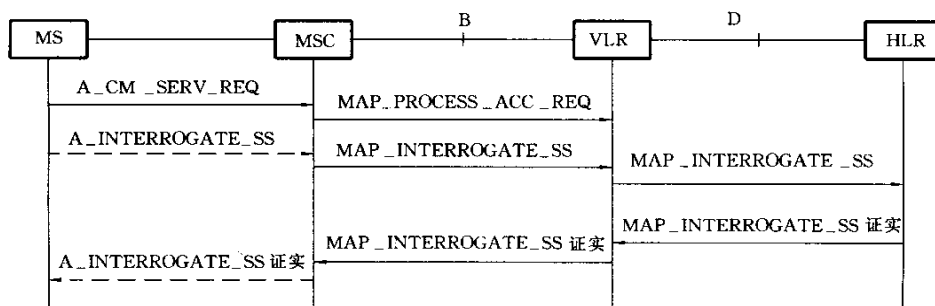 B
D
MS
MSC
VLR
HLR
A_CM_SERV_REQ
MAP_PROCESS_ACC_REQ
A_INTERROGATE_SS
MAP_INTERROGATE_SS
MAP_INTERROGATE_SS
MAP_INTERROGATE_SS 证实
MAP_INTERROGATE_SS 证实
A_INTERROGATE_SS 证实